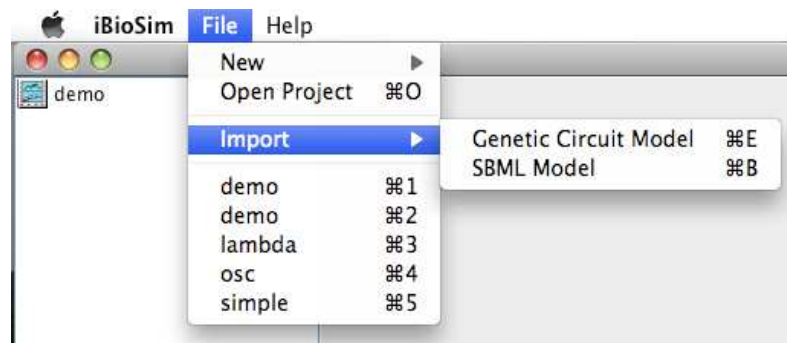 iBioSim File Help
demo
New
Open Project ⌘O
Import
Genetic Circuit Model ⌘E
SBML Model ⌘B
demo ⌘1
demo ⌘2
lambda ⌘3
osc ⌘4
simple ⌘5